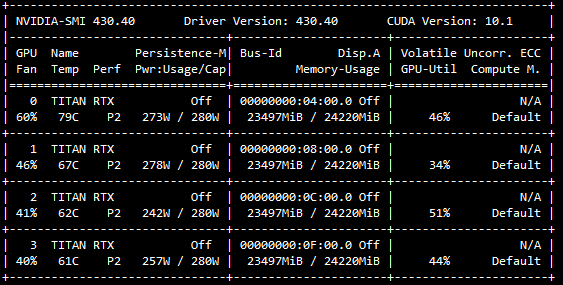 NVIDIA-SMI 430.40 Driver Version: 430.40 CUDA Version: 10.1
GPU Name Persistence-M| Bus-Id Disp.A | Volatile Uncorr. ECC
Fan Temp Perf Pwr:Usage/Cap| Memory-Usage | GPU-Util Compute M.
0 TITAN RTX Off | 00000000:04:00.0 Off | N/A
60% 79C P2 273W / 280W | 23497MiB / 24220MiB | 46% Default
1 TITAN RTX Off | 00000000:08:00.0 Off | N/A
46% 67C P2 278W / 280W | 23497MiB / 24220MiB | 34% Default
2 TITAN RTX Off | 00000000:0C:00.0 Off | N/A
41% 62C P2 242W / 280W | 23497MiB / 24220MiB | 51% Default
3 TITAN RTX Off | 00000000:0F:00.0 Off | N/A
40% 61C P2 257W / 280W | 23497MiB / 24220MiB | 44% Default